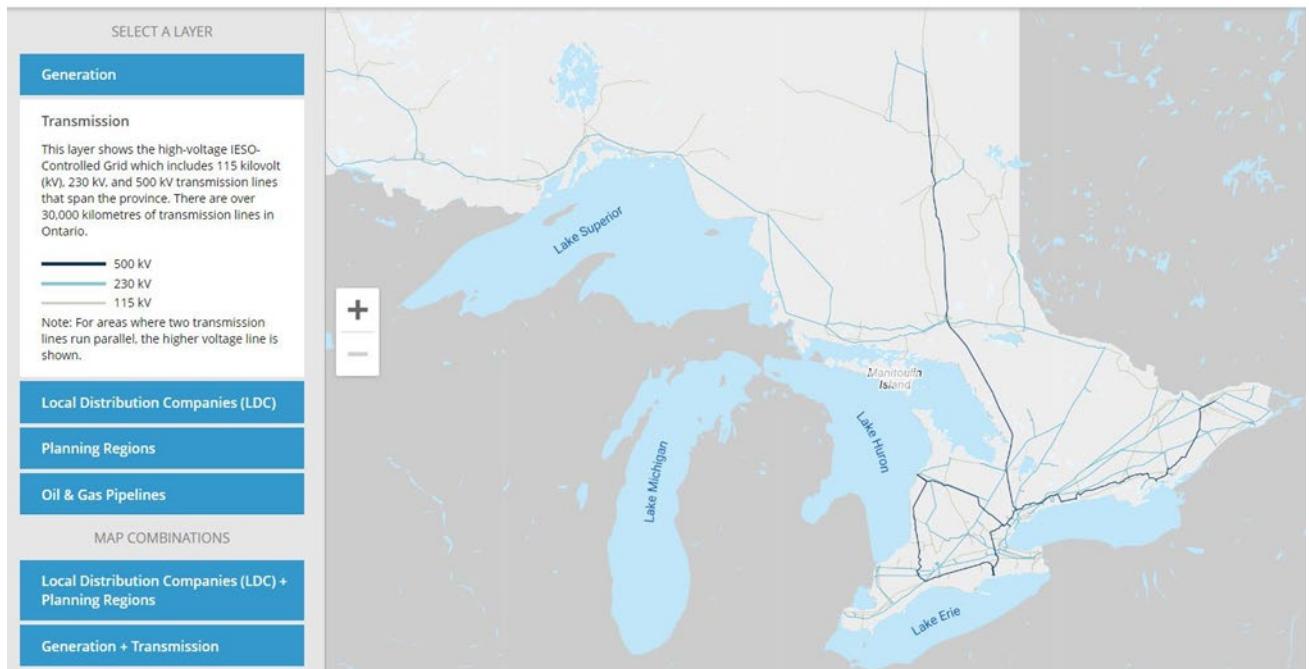 SELECT A LAYER
Generation
Transmission
This layer shows the high-voltage IESO-
Controlled Grid which includes 115 kilovolt
(kV), 230 kV, and 500 kV transmission lines
that span the province. There are over
30,000 kilometres of transmission lines in
Ontario.
500 kV
230 kV
115 kV
Note: For areas where two transmission
lines run parallel, the higher voltage line is
shown.
Local Distribution Companies (LDC)
Planning Regions
Oil & Gas Pipelines
MAP COMBINATIONS
Local Distribution Companies (LDC) +
Planning Regions
Generation + Transmission
+
−
Lake Superior
Manitoulin
Island
Lake Huron
Lake Michigan
Lake Erie